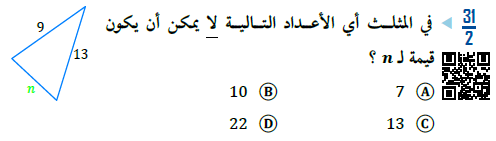 31/2 في المثلث أي الأعداد التالية لا يمكن أن يكون
قيمة لـ n ؟
A 7 B 10
C 13 D 22
9
13
n